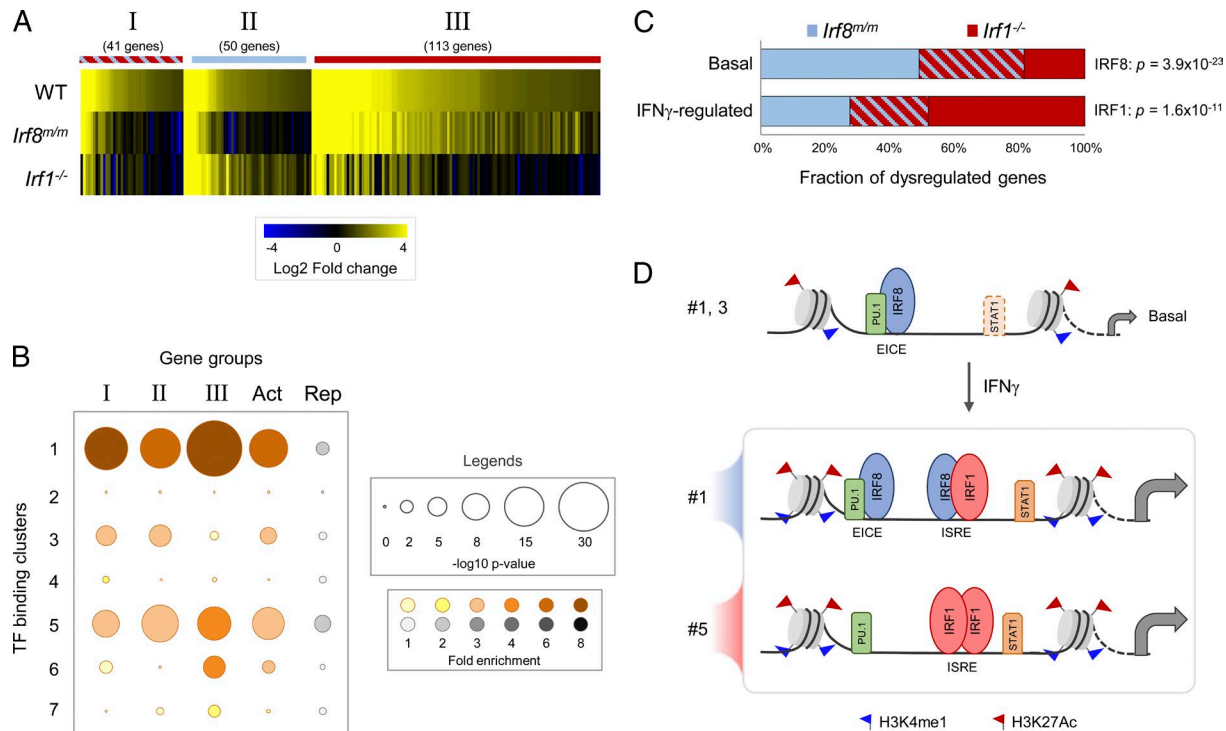 A
I
II
III
(41 genes)
(50 genes)
(113 genes)
WT
Irf8m/m
Irf1-/-
-4
0
4
Log2 Fold change
B
Gene groups
I
II
III
Act
Rep
TF binding clusters
1
2
3
4
5
6
7
Legends
0
2
5
8
15
30
-log10 p-value
1
2
3
4
6
8
Fold enrichment
C
Irf8m/m
Irf1-/-
Basal
IRF8: p = 3.9x10-23
IFNγ-regulated
IRF1: p = 1.6x10-11
0%
20%
40%
60%
80%
100%
Fraction of dysregulated genes
D
#1, 3
PU.1
IRF8
STAT1
EICE
Basal
IFNγ
#1
PU.1
IRF8
IRF8
IRF1
STAT1
EICE
ISRE
#5
PU.1
IRF1
IRF1
STAT1
ISRE
H3K4me1
H3K27Ac